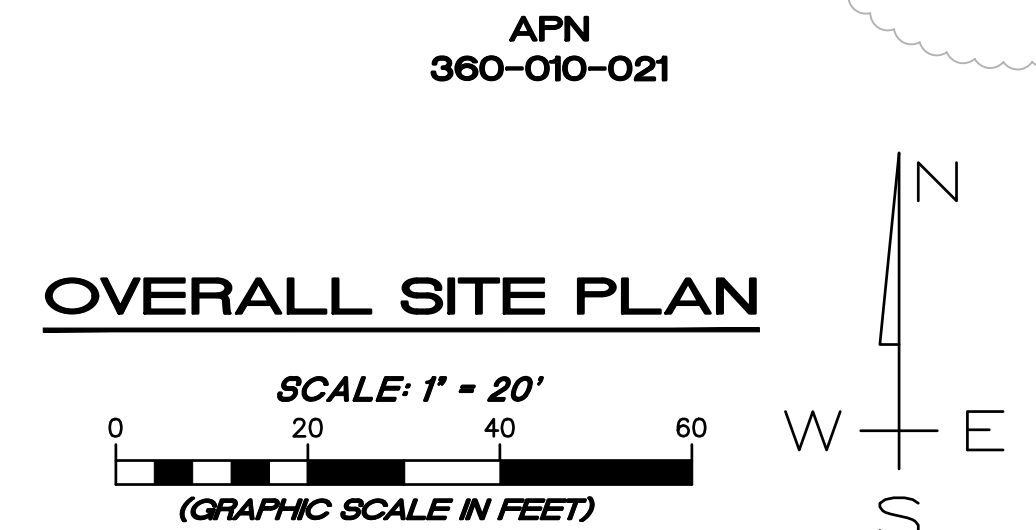 APN
360-010-021
N
OVERALL SITE PLAN
SCALE: 1" = 20'
0 20 40 60
W E
(GRAPHIC SCALE IN FEET)
S